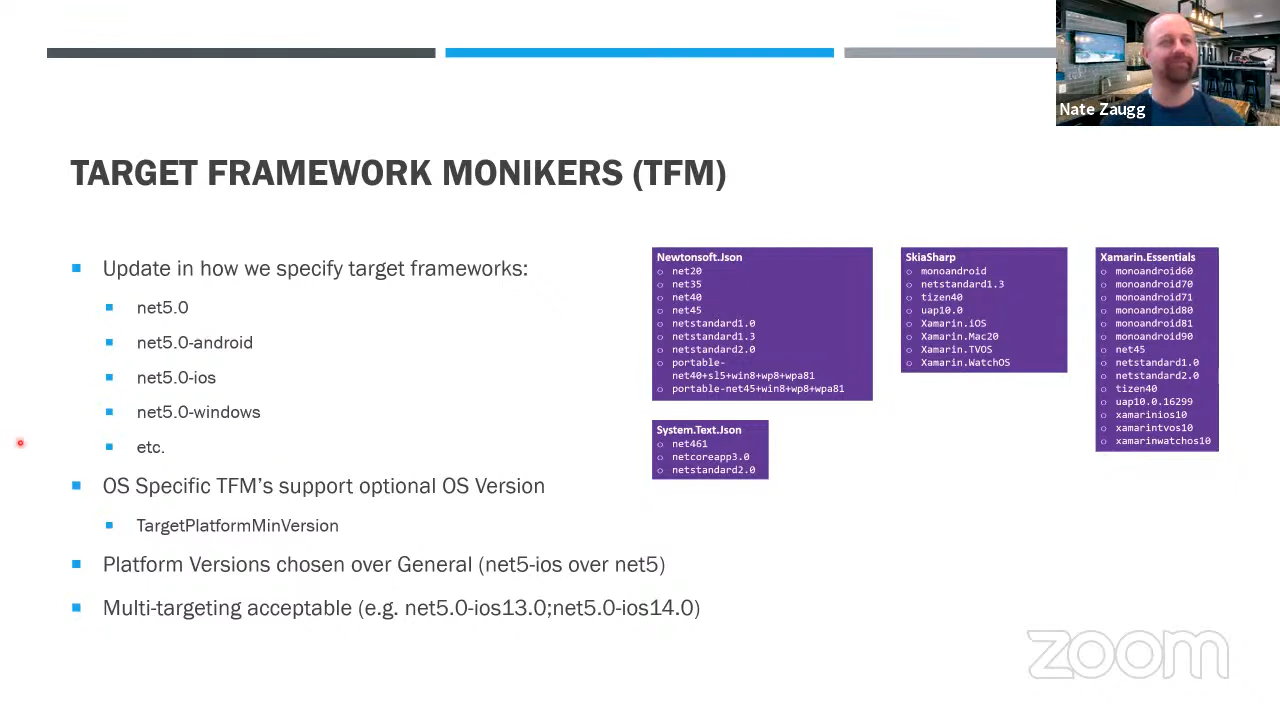 Nate Zaugg
TARGET FRAMEWORK MONIKERS (TFM)
Update in how we specify target frameworks:
net5.0
net5.0-android
net5.0-ios
net5.0-windows
etc.
OS Specific TFM's support optional OS Version
TargetPlatformMinVersion
Platform Versions chosen over General (net5-ios over net5)
Multi-targeting acceptable (e.g. net5.0-ios13.0;net5.0-ios14.0)
Newtonsoft.Json
net20
net35
net40
net45
netstandard1.0
netstandard1.3
netstandard2.0
portable-
net40+sl5+win8+wp8+wpa81
portable-net45+win8+wp8+wpa81
System.Text.Json
net461
netcoreapp3.0
netstandard2.0
SkiaSharp
monoandroid
netstandard1.3
tizen40
uap10.0
Xamarin.iOS
Xamarin.Mac20
Xamarin.TVOS
Xamarin.WatchOS
Xamarin.Essentials
monoandroid60
monoandroid70
monoandroid71
monoandroid80
monoandroid81
monoandroid90
net45
netstandard1.0
netstandard2.0
tizen40
uap10.0.16299
xamarinios10
xamarintvos10
xamarinwatchos10
zoom